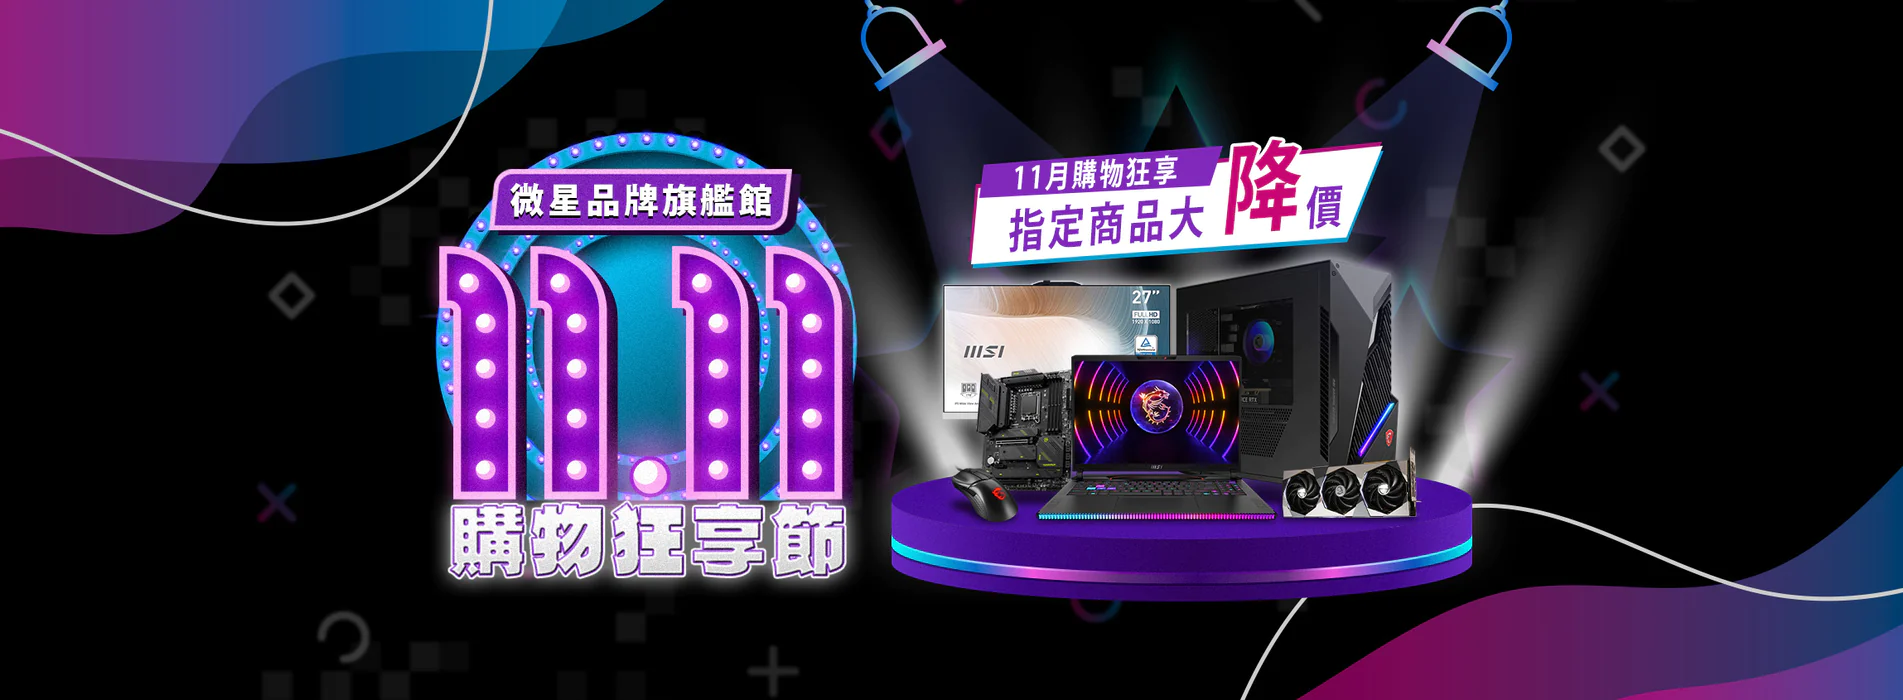 微星品牌旗艦館
11.11
購物狂享節
11月購物狂享
指定商品大降價
27”
FULL HD
1920 X 1080
msi
msi